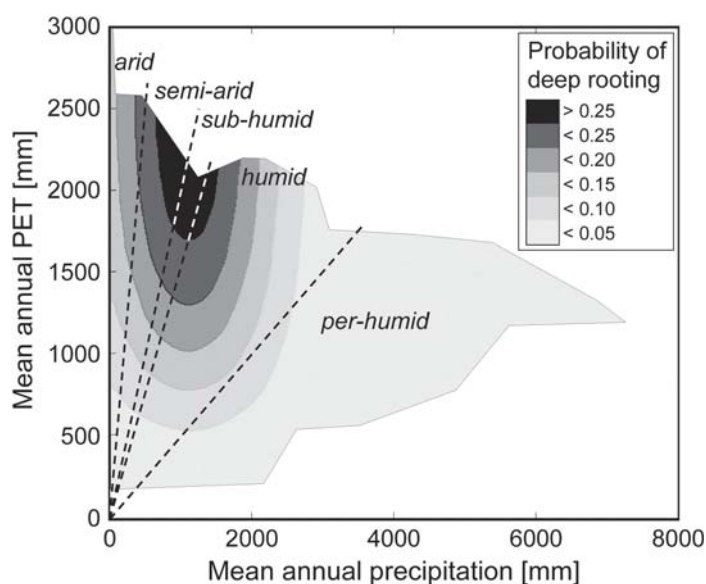 3000
2500
2000
1500
1000
500
0
Mean annual PET [mm]
arid
semi-arid
sub-humid
humid
per-humid
Probability of
deep rooting
> 0.25
< 0.25
< 0.20
< 0.15
< 0.10
< 0.05
0
2000
4000
6000
8000
Mean annual precipitation [mm]